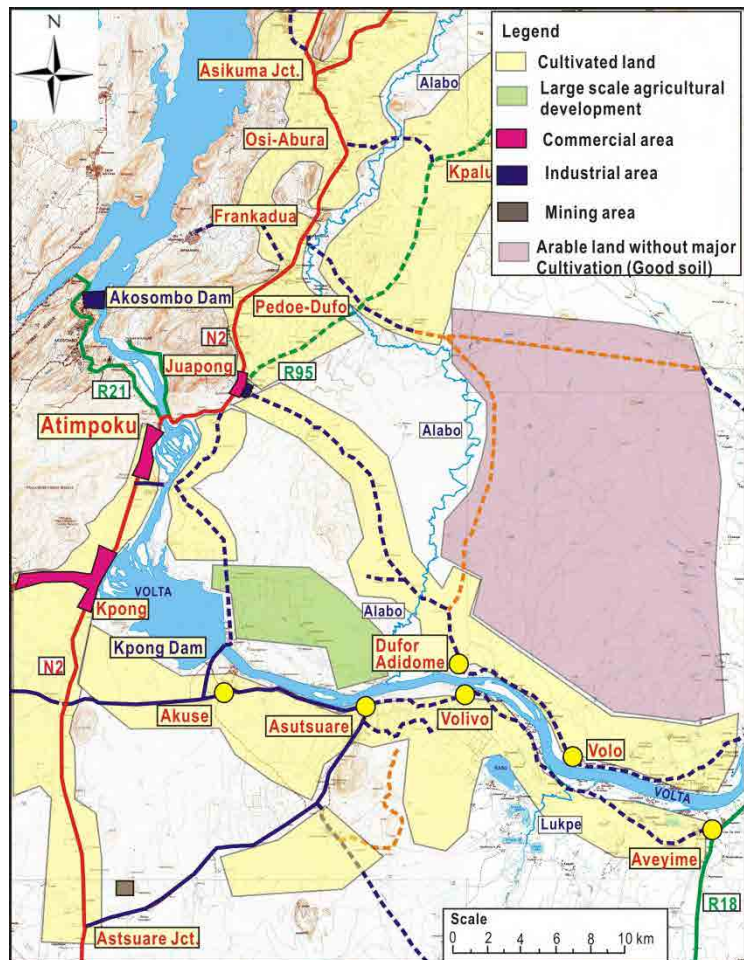 N
Legend
Cultivated land
Large scale agricultural
development
Commercial area
Industrial area
Mining area
Arable land without major
Cultivation (Good soil)
Asikuma Jct.
Alabo
Osi-Abura
Frankadua
Akosombo Dam
Pedoe-Dufo
N2
Juapong
R95
R21
Atimpoku
Alabo
VOLTA
Kpong
Alabo
Kpong Dam
Dufor
Adidome
N2
Akuse
Asutsuare
Volivo
Volo
VOLTA
Lukpe
Aveyime
R18
Astsuare Jct.
Scale
0 2 4 6 8 10 km